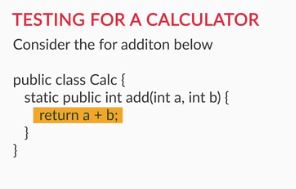 TESTING FOR A CALCULATOR
Consider the for additon below
public class Calc {
static public int add(int a, int b) {
return a + b;
}
}